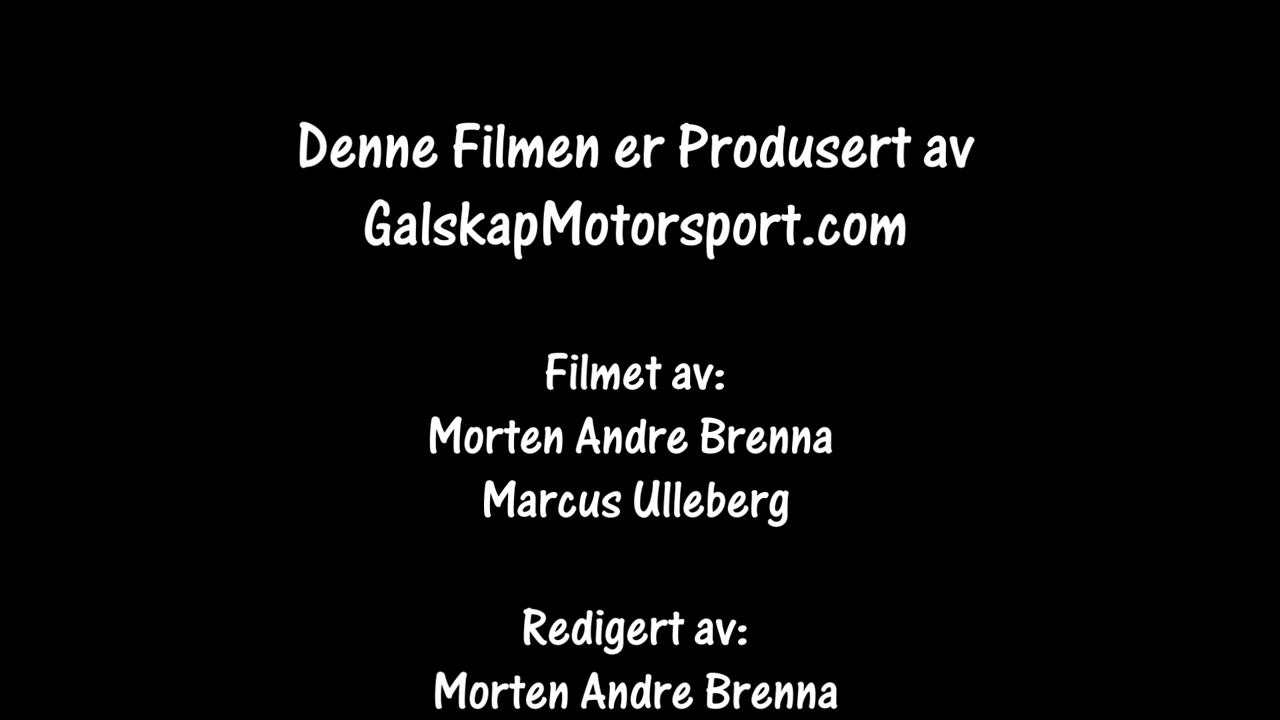 Denne Filmen er Produsert av
GalskapMotorsport.com
Filmet av:
Morten Andre Brenna
Marcus Ulleberg
Redigert av:
Morten Andre Brenna